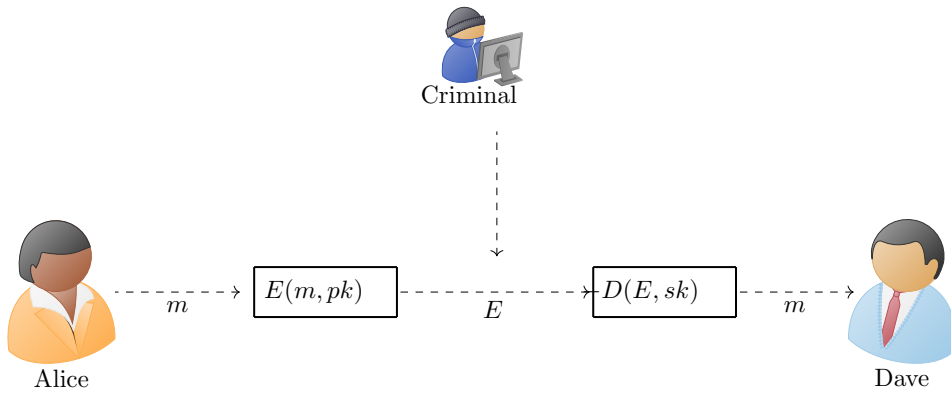 Criminal
m
E(m, pk)
E
D(E, sk)
m
Alice
Dave